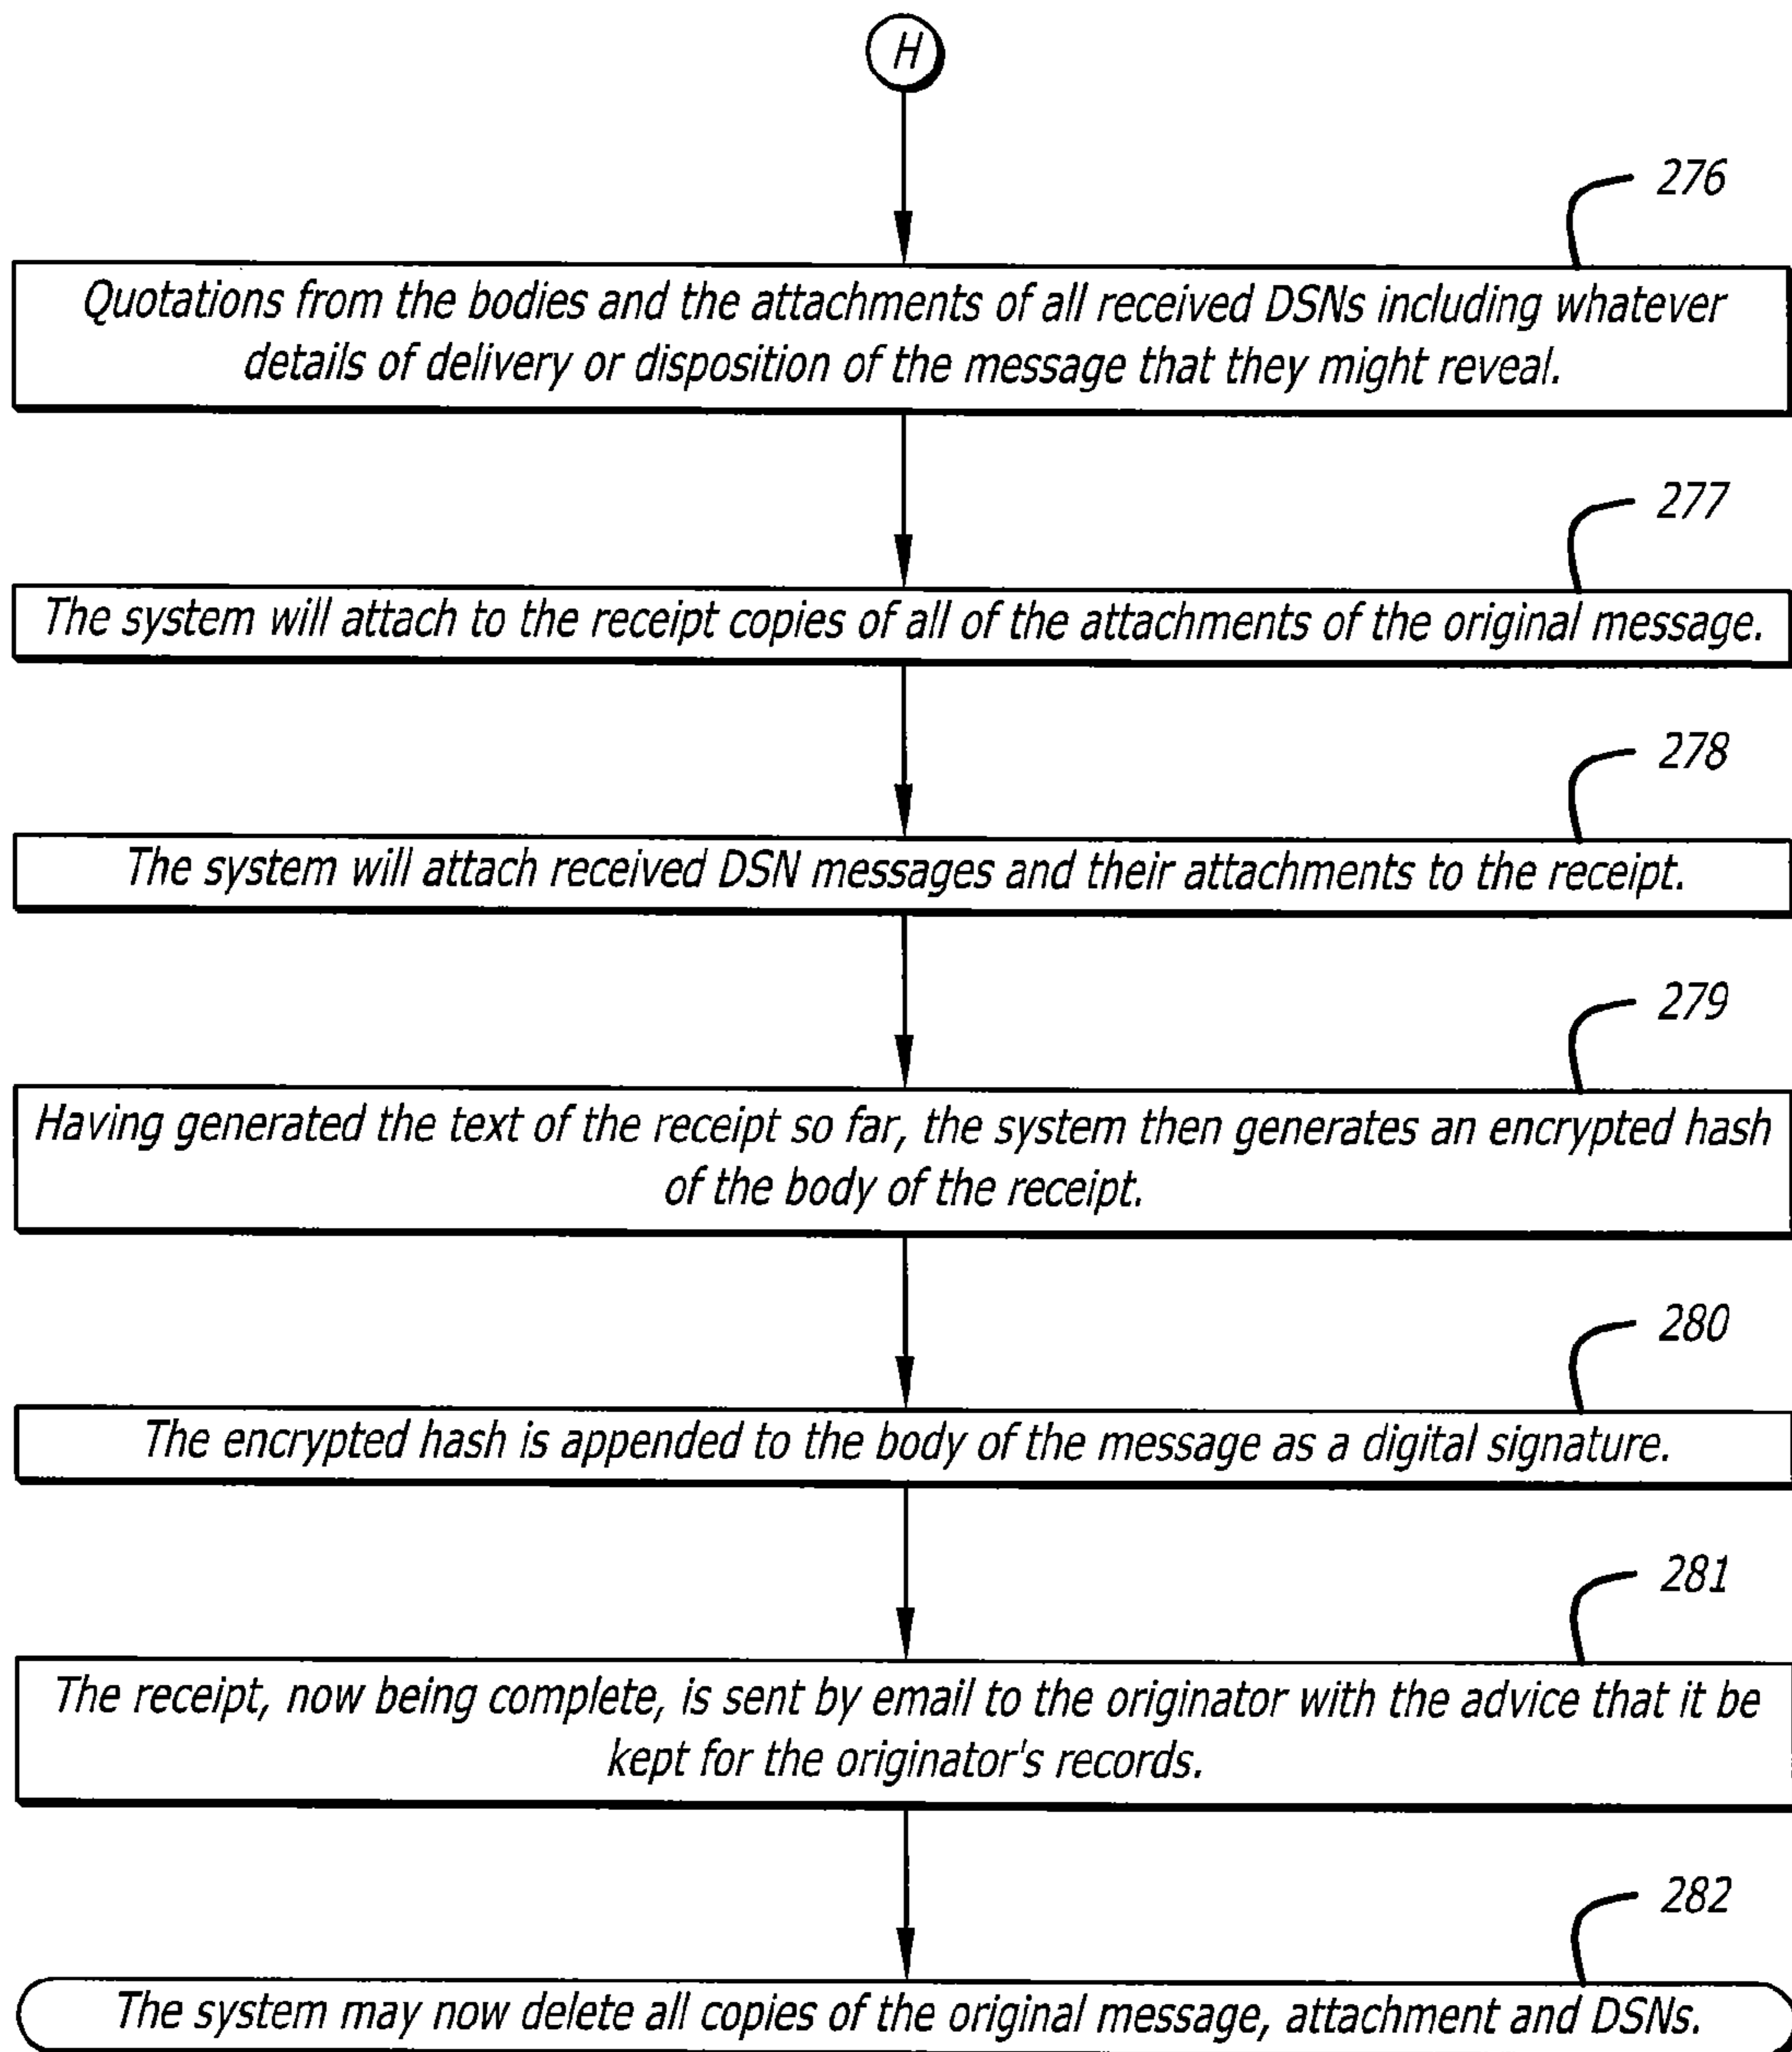 H
276
Quotations from the bodies and the attachments of all received DSNs including whatever
details of delivery or disposition of the message that they might reveal.
277
The system will attach to the receipt copies of all of the attachments of the original message.
278
The system will attach received DSN messages and their attachments to the receipt.
279
Having generated the text of the receipt so far, the system then generates an encrypted hash
of the body of the receipt.
280
The encrypted hash is appended to the body of the message as a digital signature.
281
The receipt, now being complete, is sent by email to the originator with the advice that it be
kept for the originator's records.
282
The system may now delete all copies of the original message, attachment and DSNs.